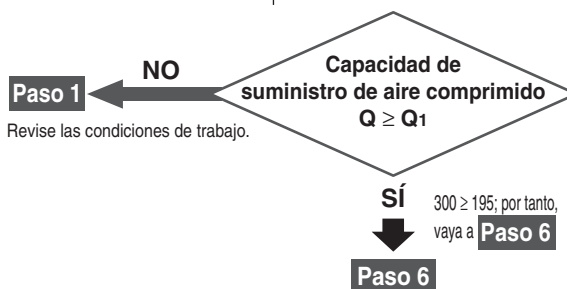 Capacidad de
suministro de aire comprimido
Q ≥ Q1
NO
Paso 1
Revise las condiciones de trabajo.
SÍ
300 ≥ 195; por tanto,
vaya a Paso 6
Paso 6